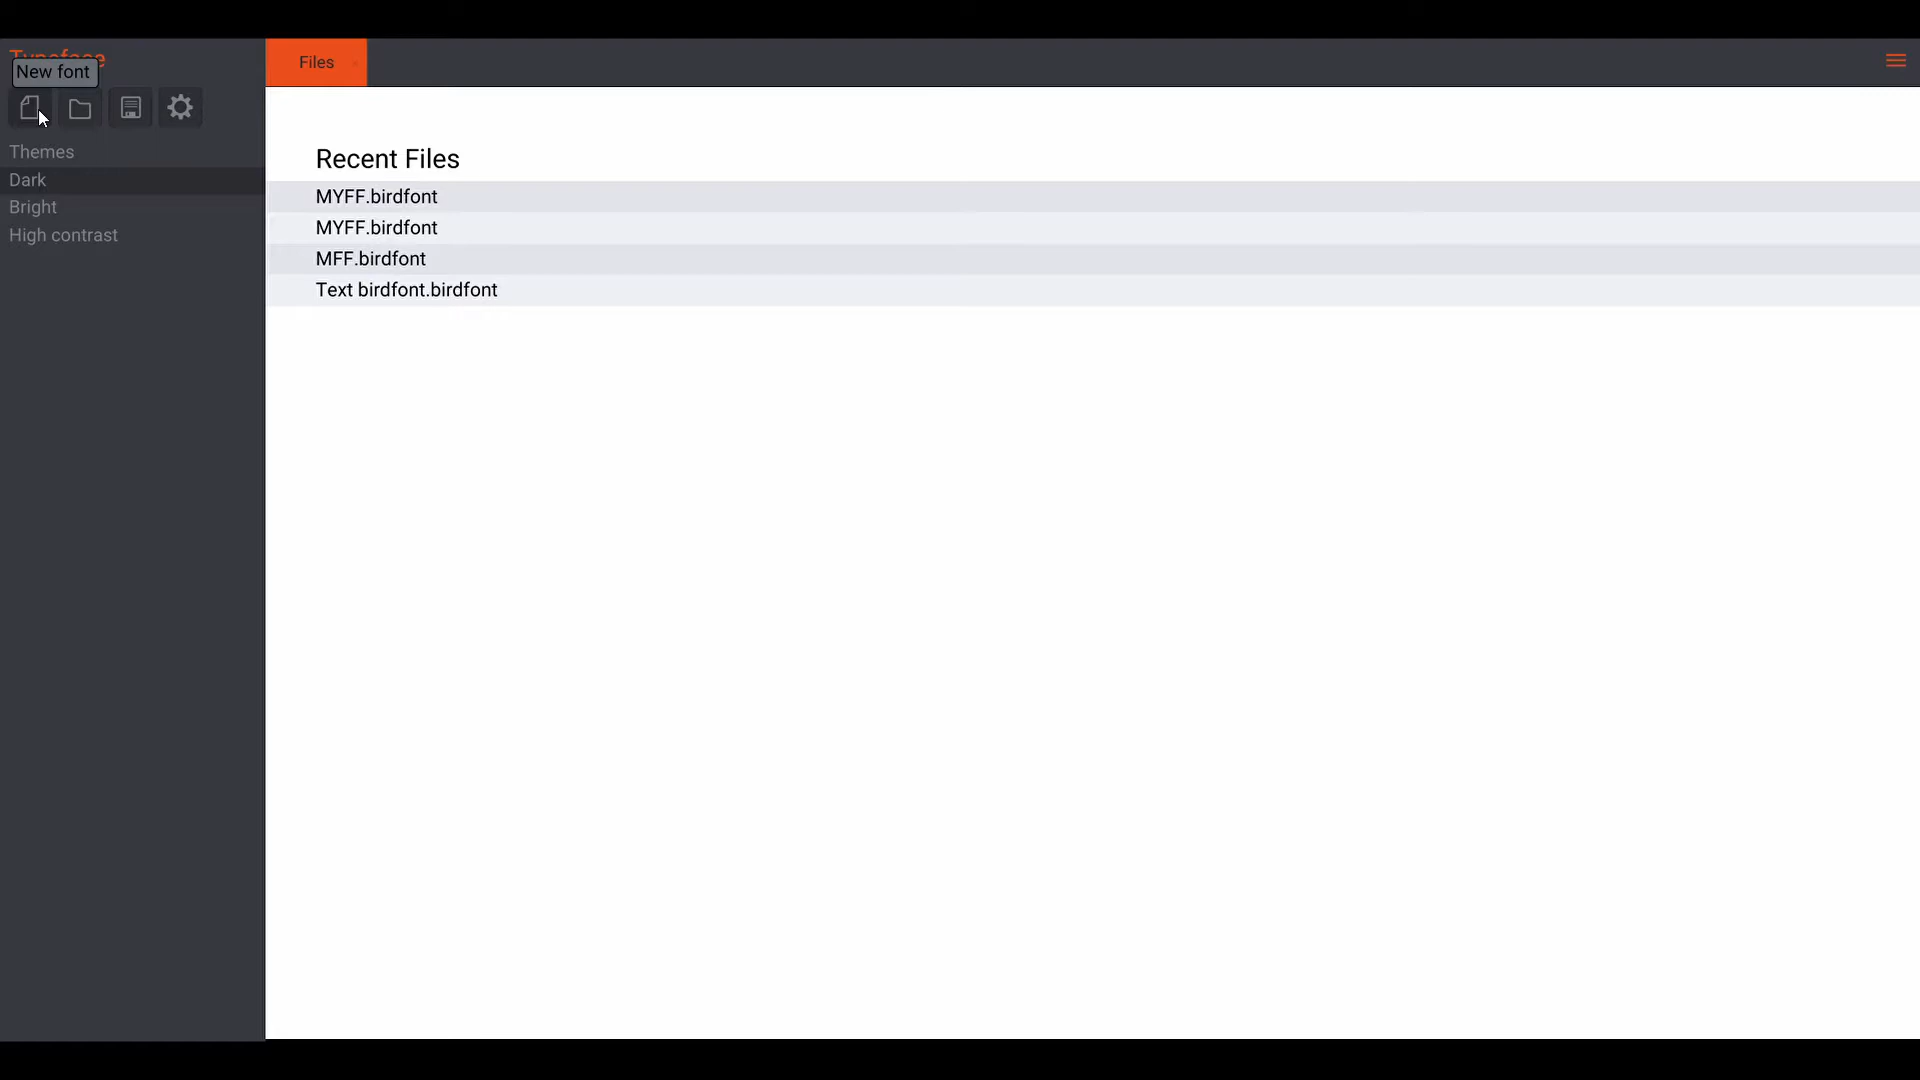 Typeface
New font
Files
Themes
Dark
Bright
High contrast
Recent Files
MYFF.birdfont
MYFF.birdfont
MFF.birdfont
Text birdfont.birdfont